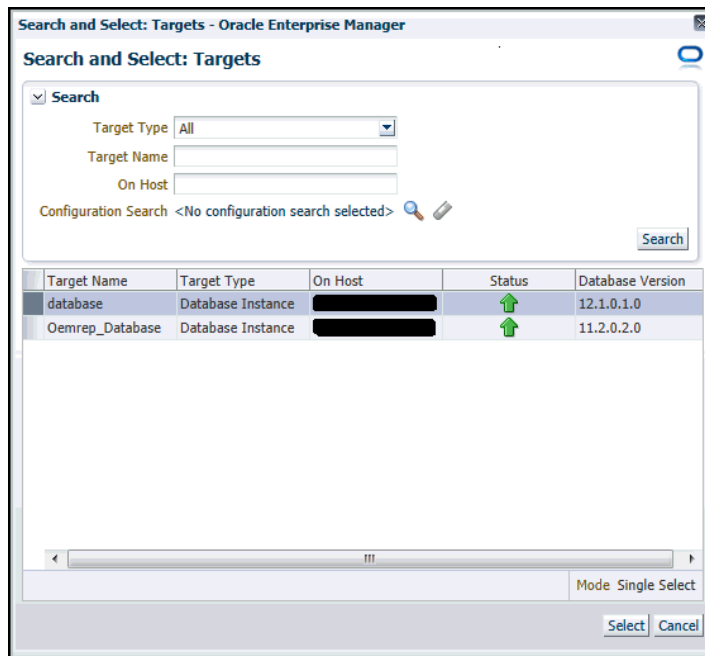 Search and Select: Targets - Oracle Enterprise Manager
Search and Select: Targets
Search
Target Type All
Target Name
On Host
Configuration Search <No configuration search selected>
Search
Target Name Target Type On Host Status Database Version
database Database Instance 12.1.0.1.0
Oemrep_Database Database Instance 11.2.0.2.0
Mode Single Select
Select Cancel